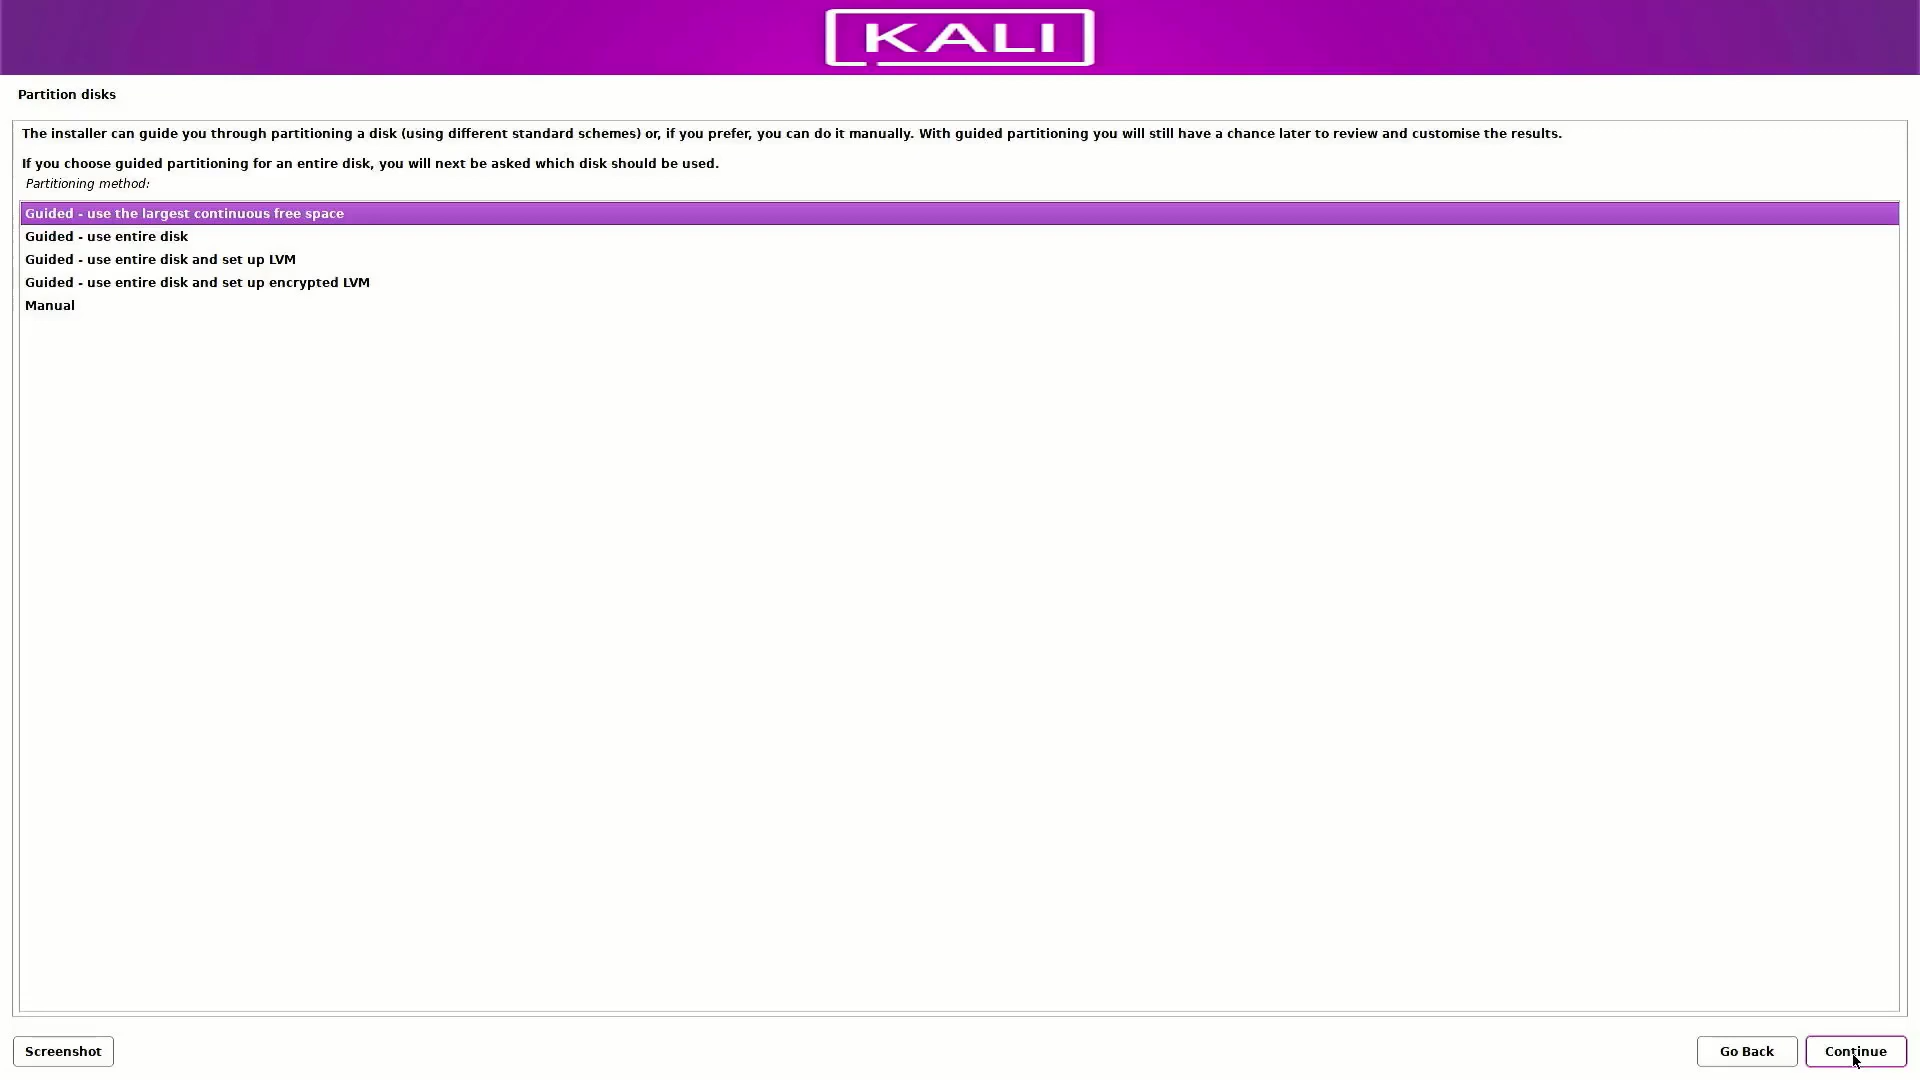 KALI
Partition disks
The installer can guide you through partitioning a disk (using different standard schemes) or, if you prefer, you can do it manually. With guided partitioning you will still have a chance later to review and customise the results.
If you choose guided partitioning for an entire disk, you will next be asked which disk should be used.
Partitioning method:
Guided - use the largest continuous free space
Guided - use entire disk
Guided - use entire disk and set up LVM
Guided - use entire disk and set up encrypted LVM
Manual
Screenshot
Go Back
Continue